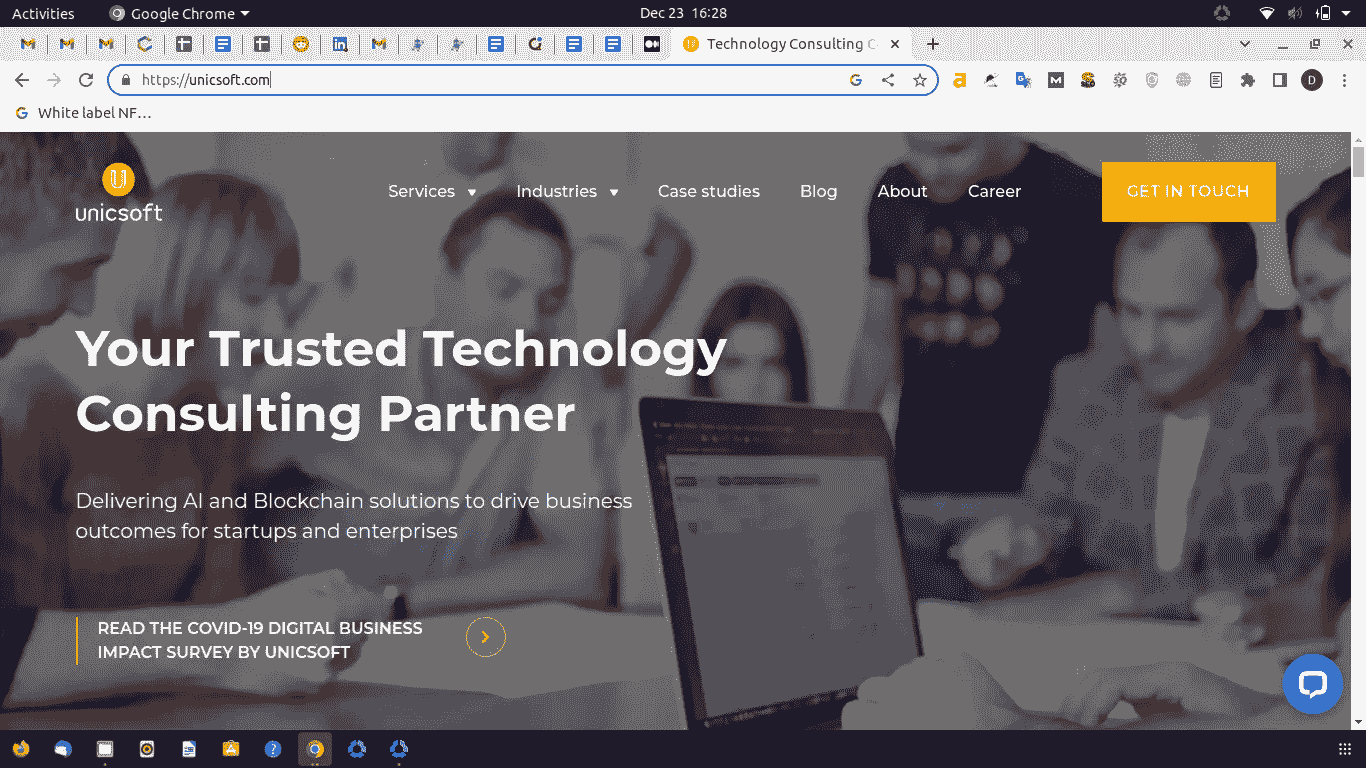 Activities
Google Chrome
Dec 23 16:28
Technology Consulting C
https://unicsoft.com
D
White label NF...
unicsoft
Services
Industries
Case studies
Blog
About
Career
GET IN TOUCH
Your Trusted Technology
Consulting Partner
Delivering AI and Blockchain solutions to drive business
outcomes for startups and enterprises
READ THE COVID-19 DIGITAL BUSINESS
IMPACT SURVEY BY UNICSOFT